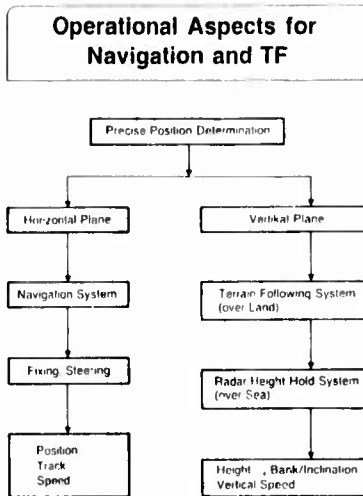 Operational Aspects for
Navigation and TF
Precise Position Determination
Horizontal Plane
Vertikal Plane
Navigation System
Terrain Following System
(over Land)
Fixing, Steering
Radar Height Hold System
(over Sea)
Position
Track
Speed
Height , Bank/Inclination
Vertical Speed